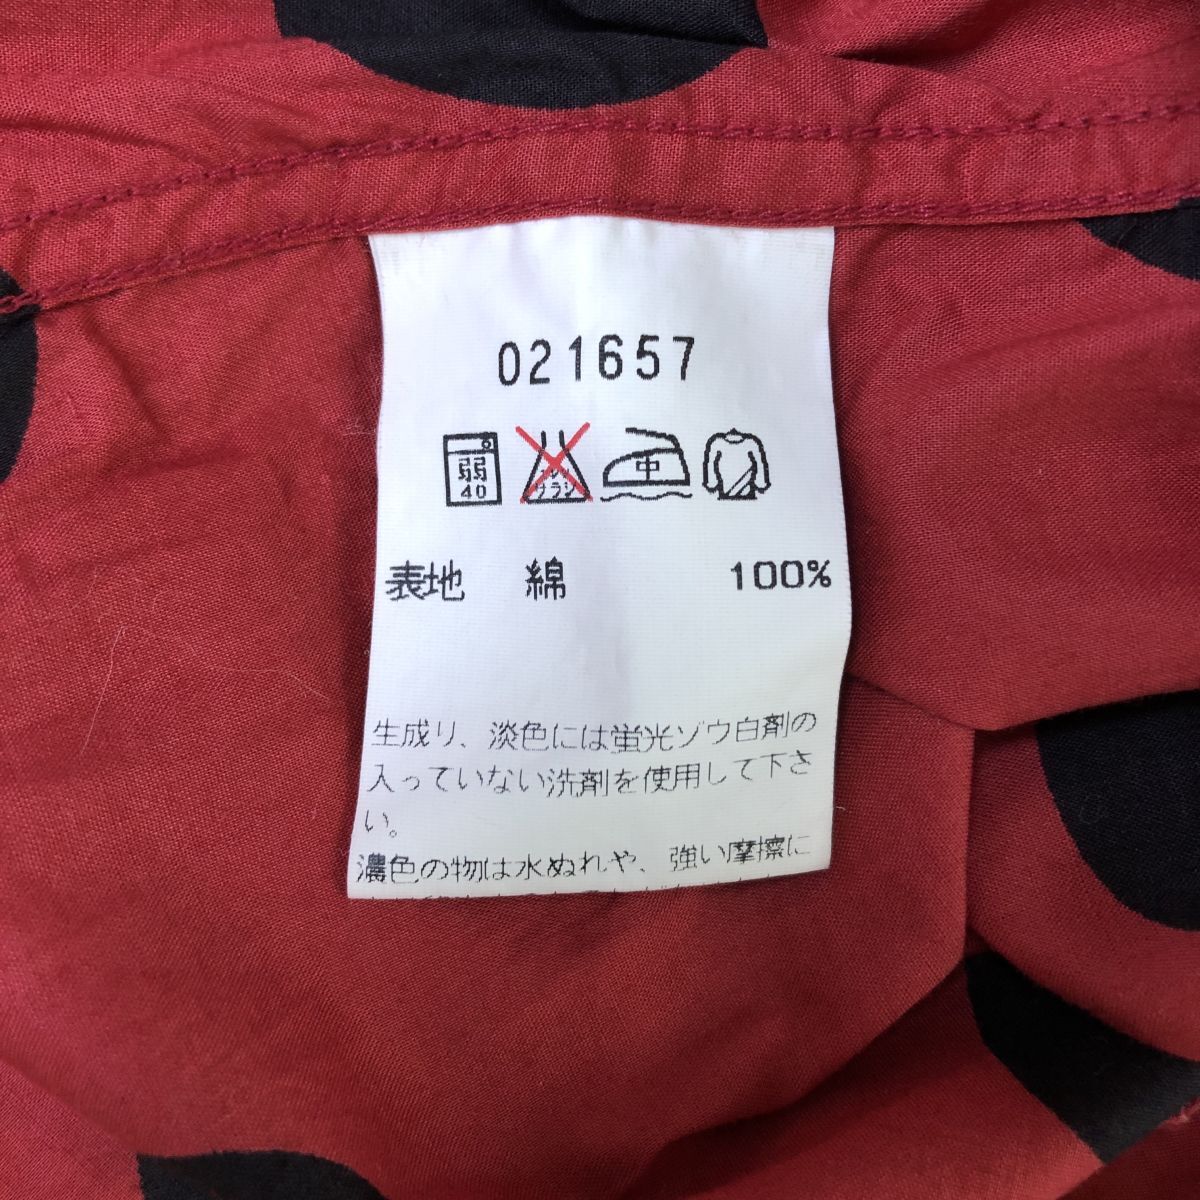 021657
弱
40
サラシ
中
表地 綿 100%
生成り、淡色には蛍光ゾウ白剤の
入っていない洗剤を使用して下さ
い。
濃色の物は水ぬれや、強い摩擦に